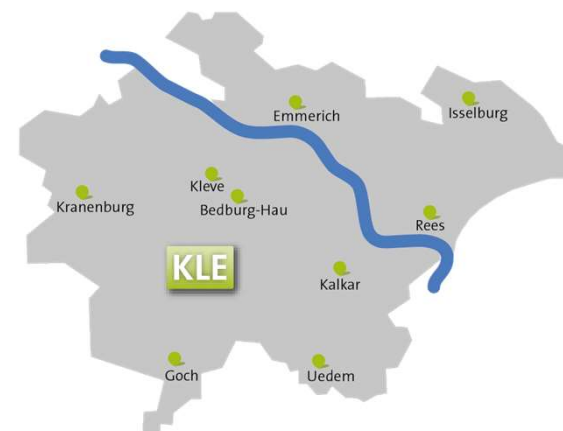 Emmerich
Isselburg
Kleve
Kranenburg
Bedburg-Hau
Rees
KLE
Kalkar
Goch
Uedem